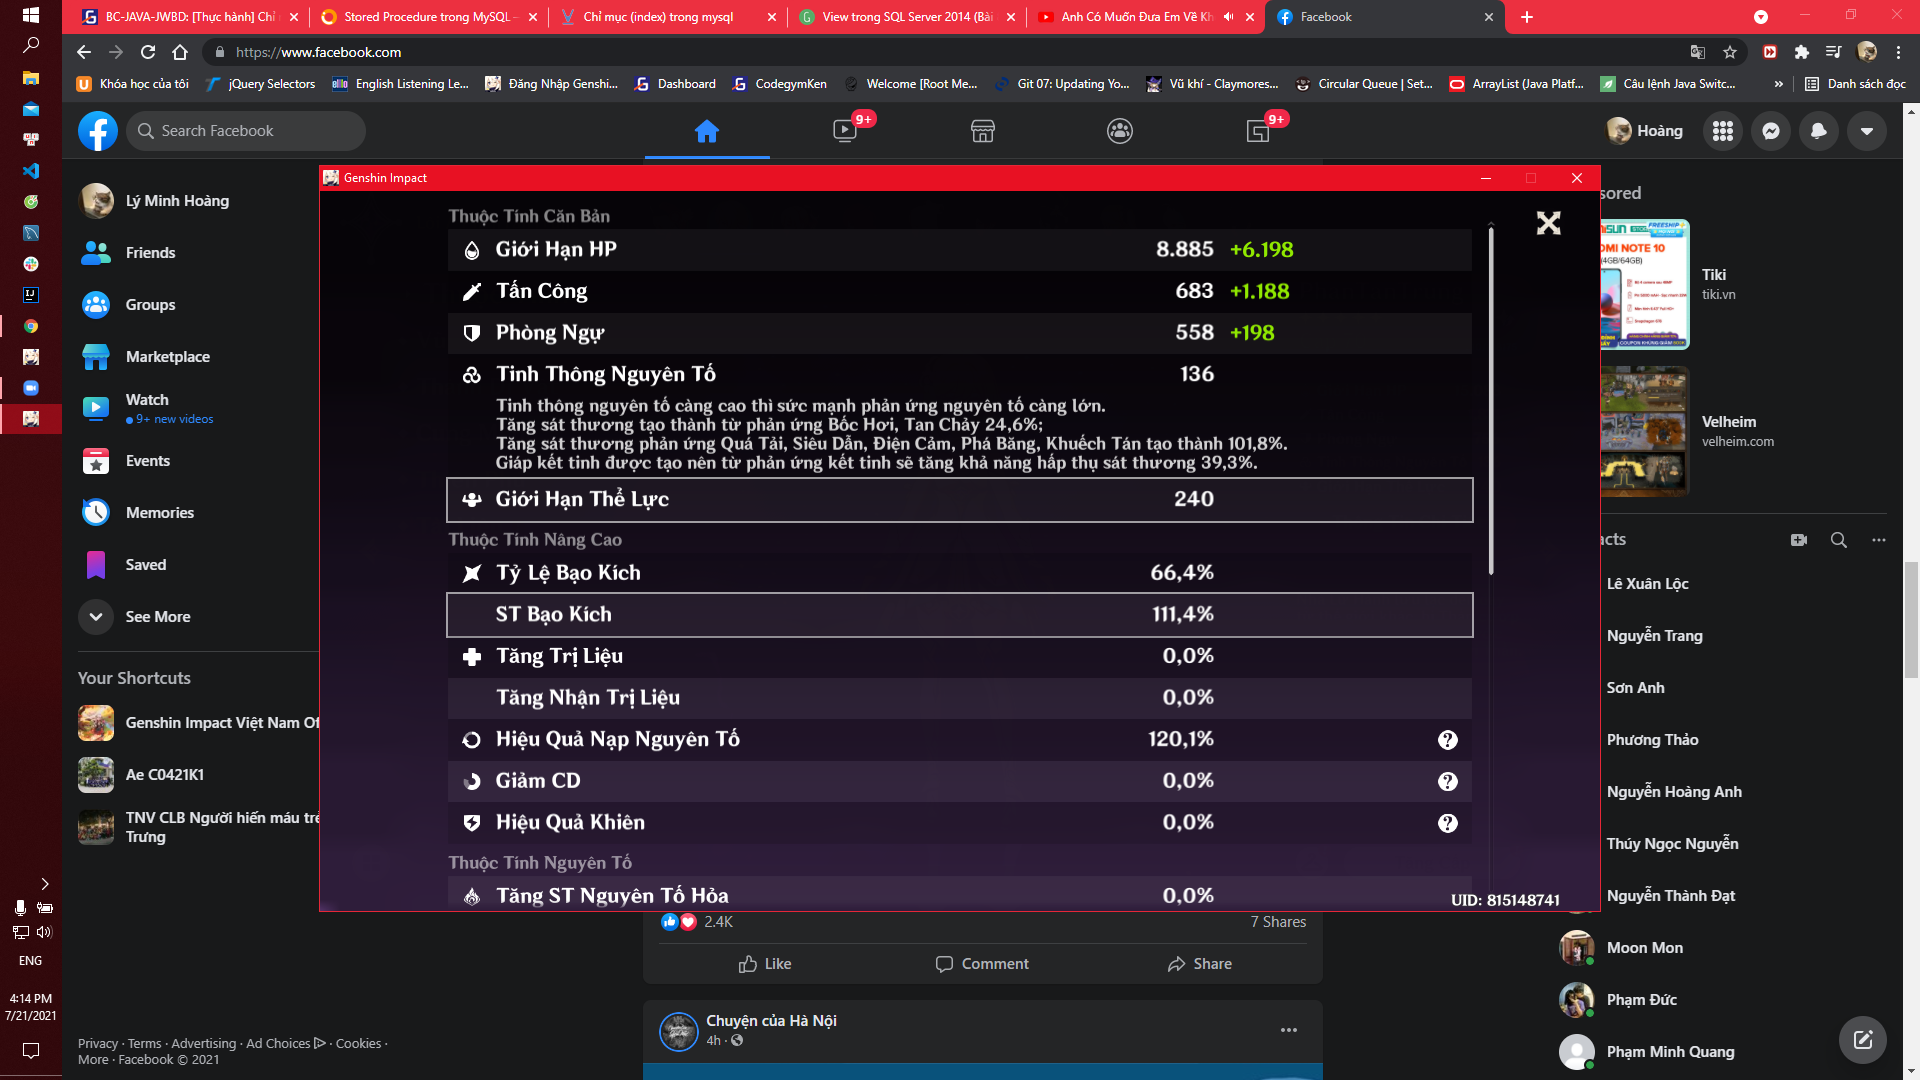 BC-JAVA-JWBD: [Thực hành] Chỉ
Stored Procedure trong MySQL –
Chỉ mục (index) trong mysql
View trong SQL Server 2014 (Bài
Anh Có Muốn Đưa Em Về Kh
Facebook
https://www.facebook.com
Khóa học của tôi
jQuery Selectors
English Listening Le...
Đăng Nhập Genshi...
Dashboard
CodegymKen
Welcome [Root Me...
Git 07: Updating Yo...
Vũ khí - Claymores...
Circular Queue | Set...
ArrayList (Java Platf...
Câu lệnh Java Switc...
»
Danh sách đọc
Search Facebook
9+
9+
Hoàng
Lý Minh Hoàng
Friends
Groups
Marketplace
Watch
9+ new videos
Events
Memories
Saved
See More
Your Shortcuts
Genshin Impact Việt Nam Of
Ae C0421K1
TNV CLB Người hiến máu trẻ
Trưng
Privacy · Terms · Advertising · Ad Choices · Cookies ·
More · Facebook © 2021
Genshin Impact
Thuộc Tính Căn Bản
Giới Hạn HP 8.885 +6.198
Tấn Công 683 +1.188
Phòng Ngự 558 +198
Tinh Thông Nguyên Tố 136
Tinh thông nguyên tố càng cao thì sức mạnh phản ứng nguyên tố càng lớn.
Tăng sát thương tạo thành từ phản ứng Bốc Hơi, Tan Chảy 24,6%;
Tăng sát thương phản ứng Quá Tải, Siêu Dẫn, Điện Cảm, Phá Băng, Khuếch Tán tạo thành 101,8%.
Giáp kết tinh được tạo nên từ phản ứng kết tinh sẽ tăng khả năng hấp thụ sát thương 39,3%.
Giới Hạn Thể Lực 240
Thuộc Tính Nâng Cao
Tỷ Lệ Bạo Kích 66,4%
ST Bạo Kích 111,4%
Tăng Trị Liệu 0,0%
Tăng Nhận Trị Liệu 0,0%
Hiệu Quả Nạp Nguyên Tố 120,1% ?
Giảm CD 0,0% ?
Hiệu Quả Khiên 0,0% ?
Thuộc Tính Nguyên Tố
Tăng ST Nguyên Tố Hỏa 0,0%
UID: 815148741
2.4K
7 Shares
Like
Comment
Share
Chuyện của Hà Nội
4h ·
sored
FREESHIP
OMI NOTE 10
(4GB/64GB)
Tiki
tiki.vn
Velheim
velheim.com
acts
Lê Xuân Lộc
Nguyễn Trang
Sơn Anh
Phương Thảo
Nguyễn Hoàng Anh
Thúy Ngọc Nguyễn
Nguyễn Thành Đạt
Moon Mon
Phạm Đức
Phạm Minh Quang
ENG
4:14 PM
7/21/2021